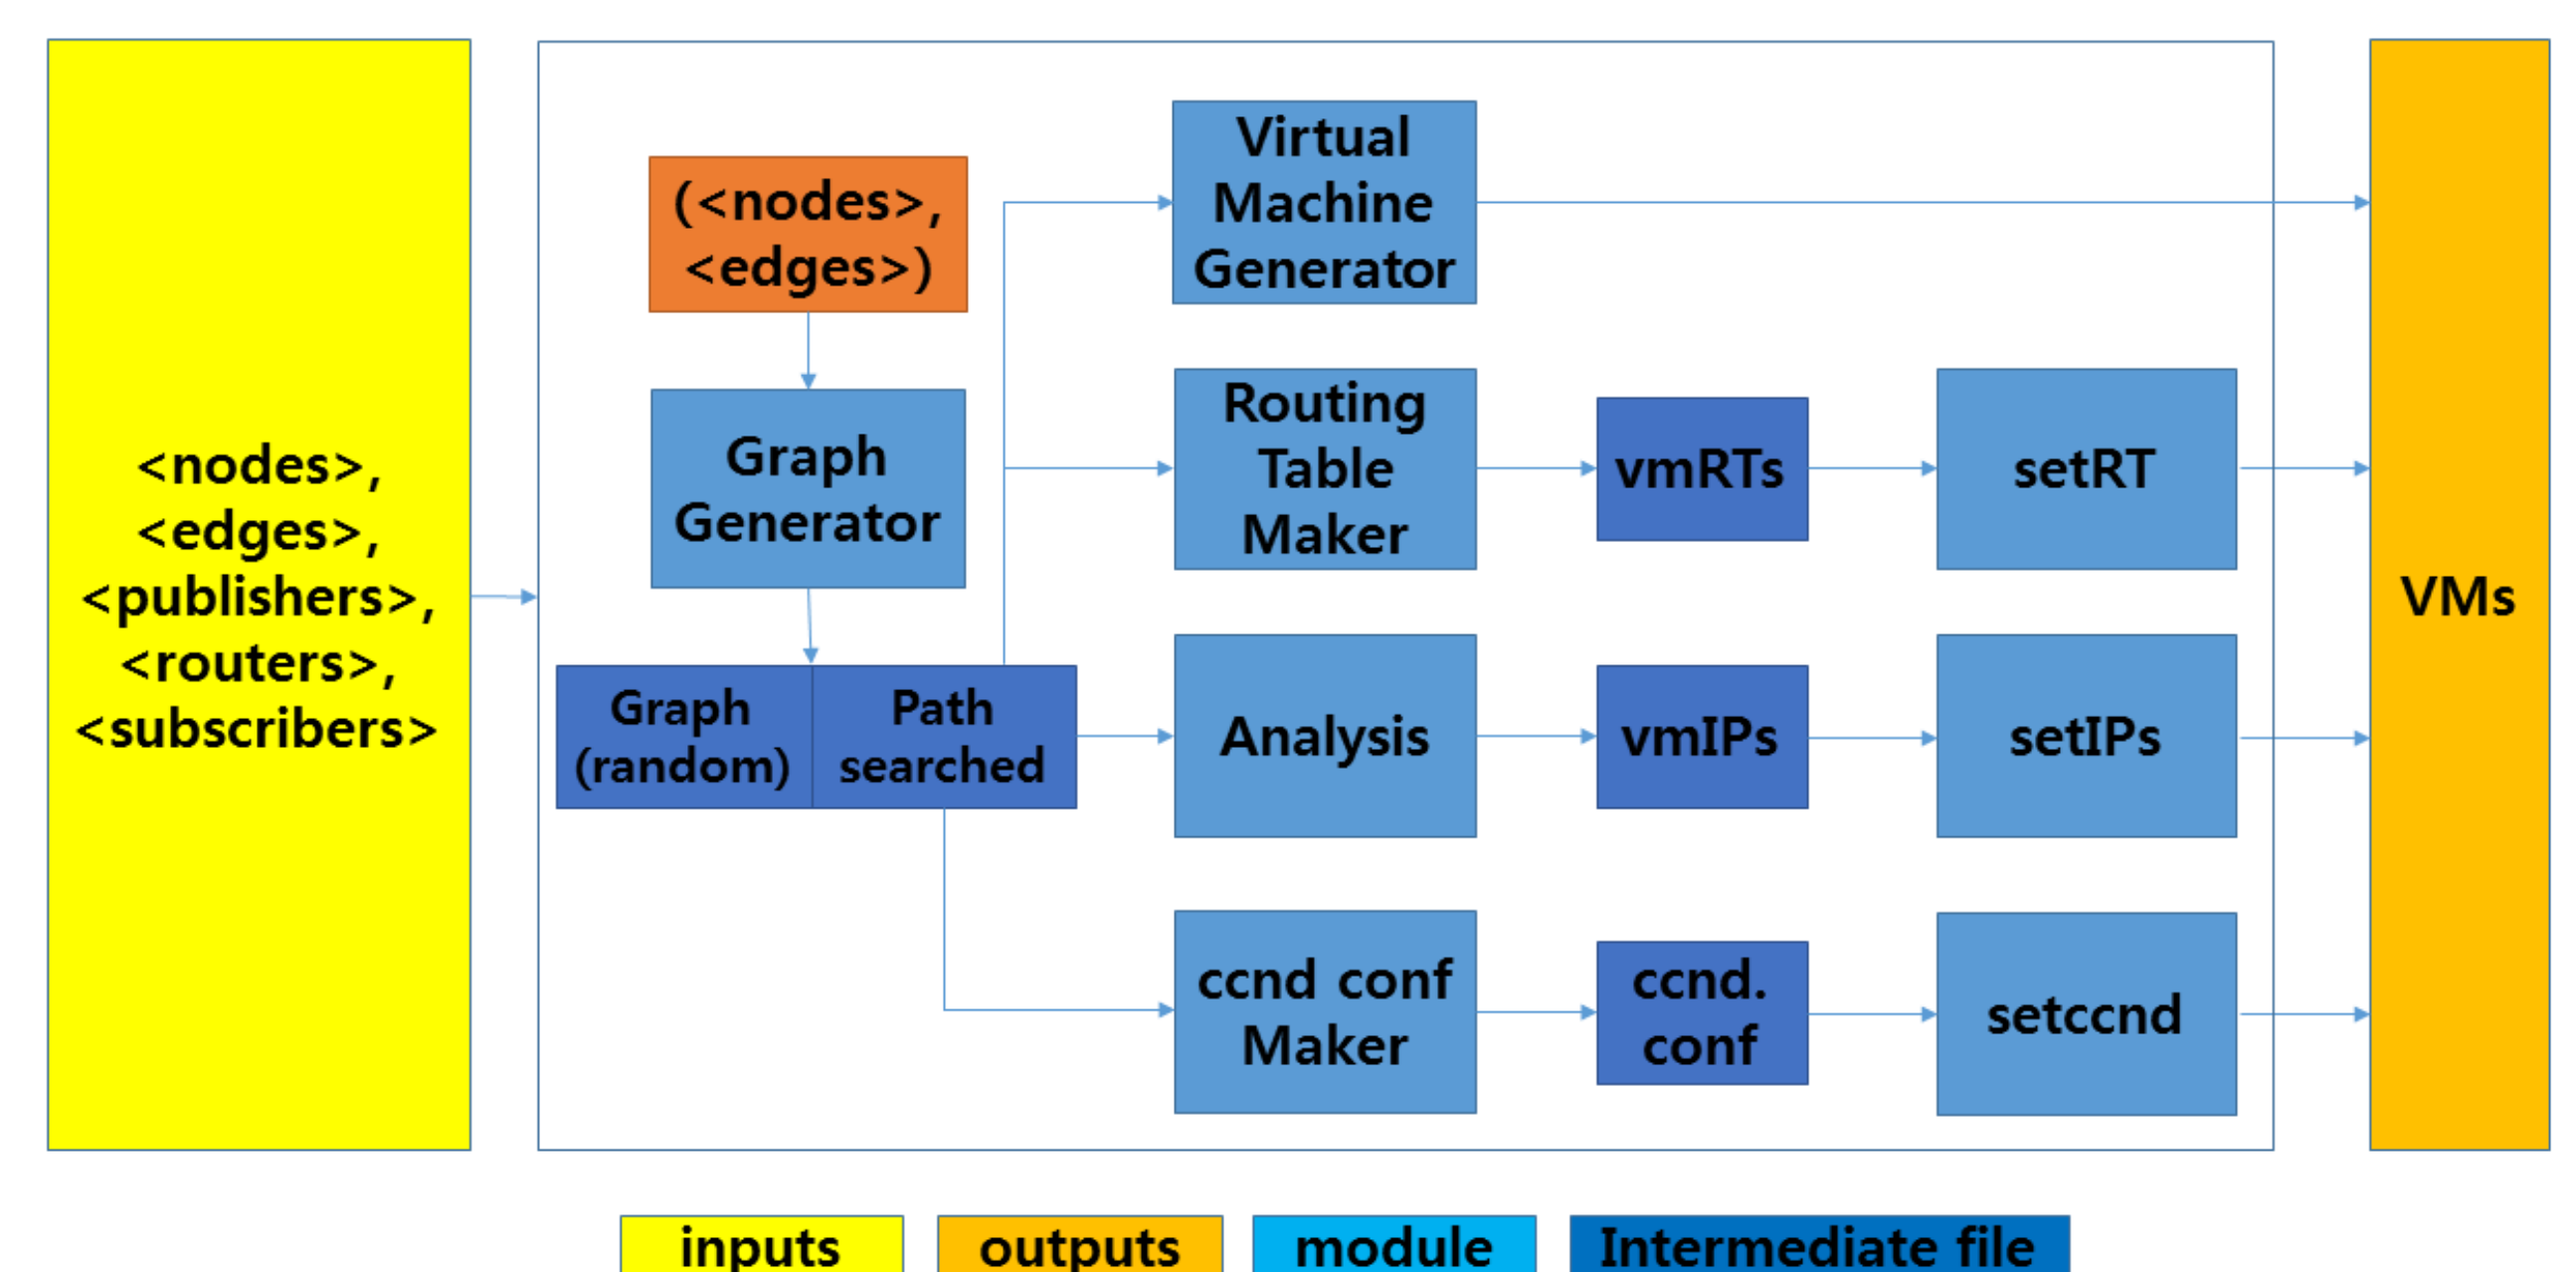 <nodes>,
<edges>,
<publishers>,
<routers>,
<subscribers>
(<nodes>,
<edges>)
Graph
Generator
Graph
(random)
Path
searched
Virtual
Machine
Generator
Routing
Table
Maker
vmRTs
setRT
Analysis
vmIPs
setIPs
ccnd conf
Maker
ccnd.
conf
setccnd
VMs
inputs
outputs
module
Intermediate file